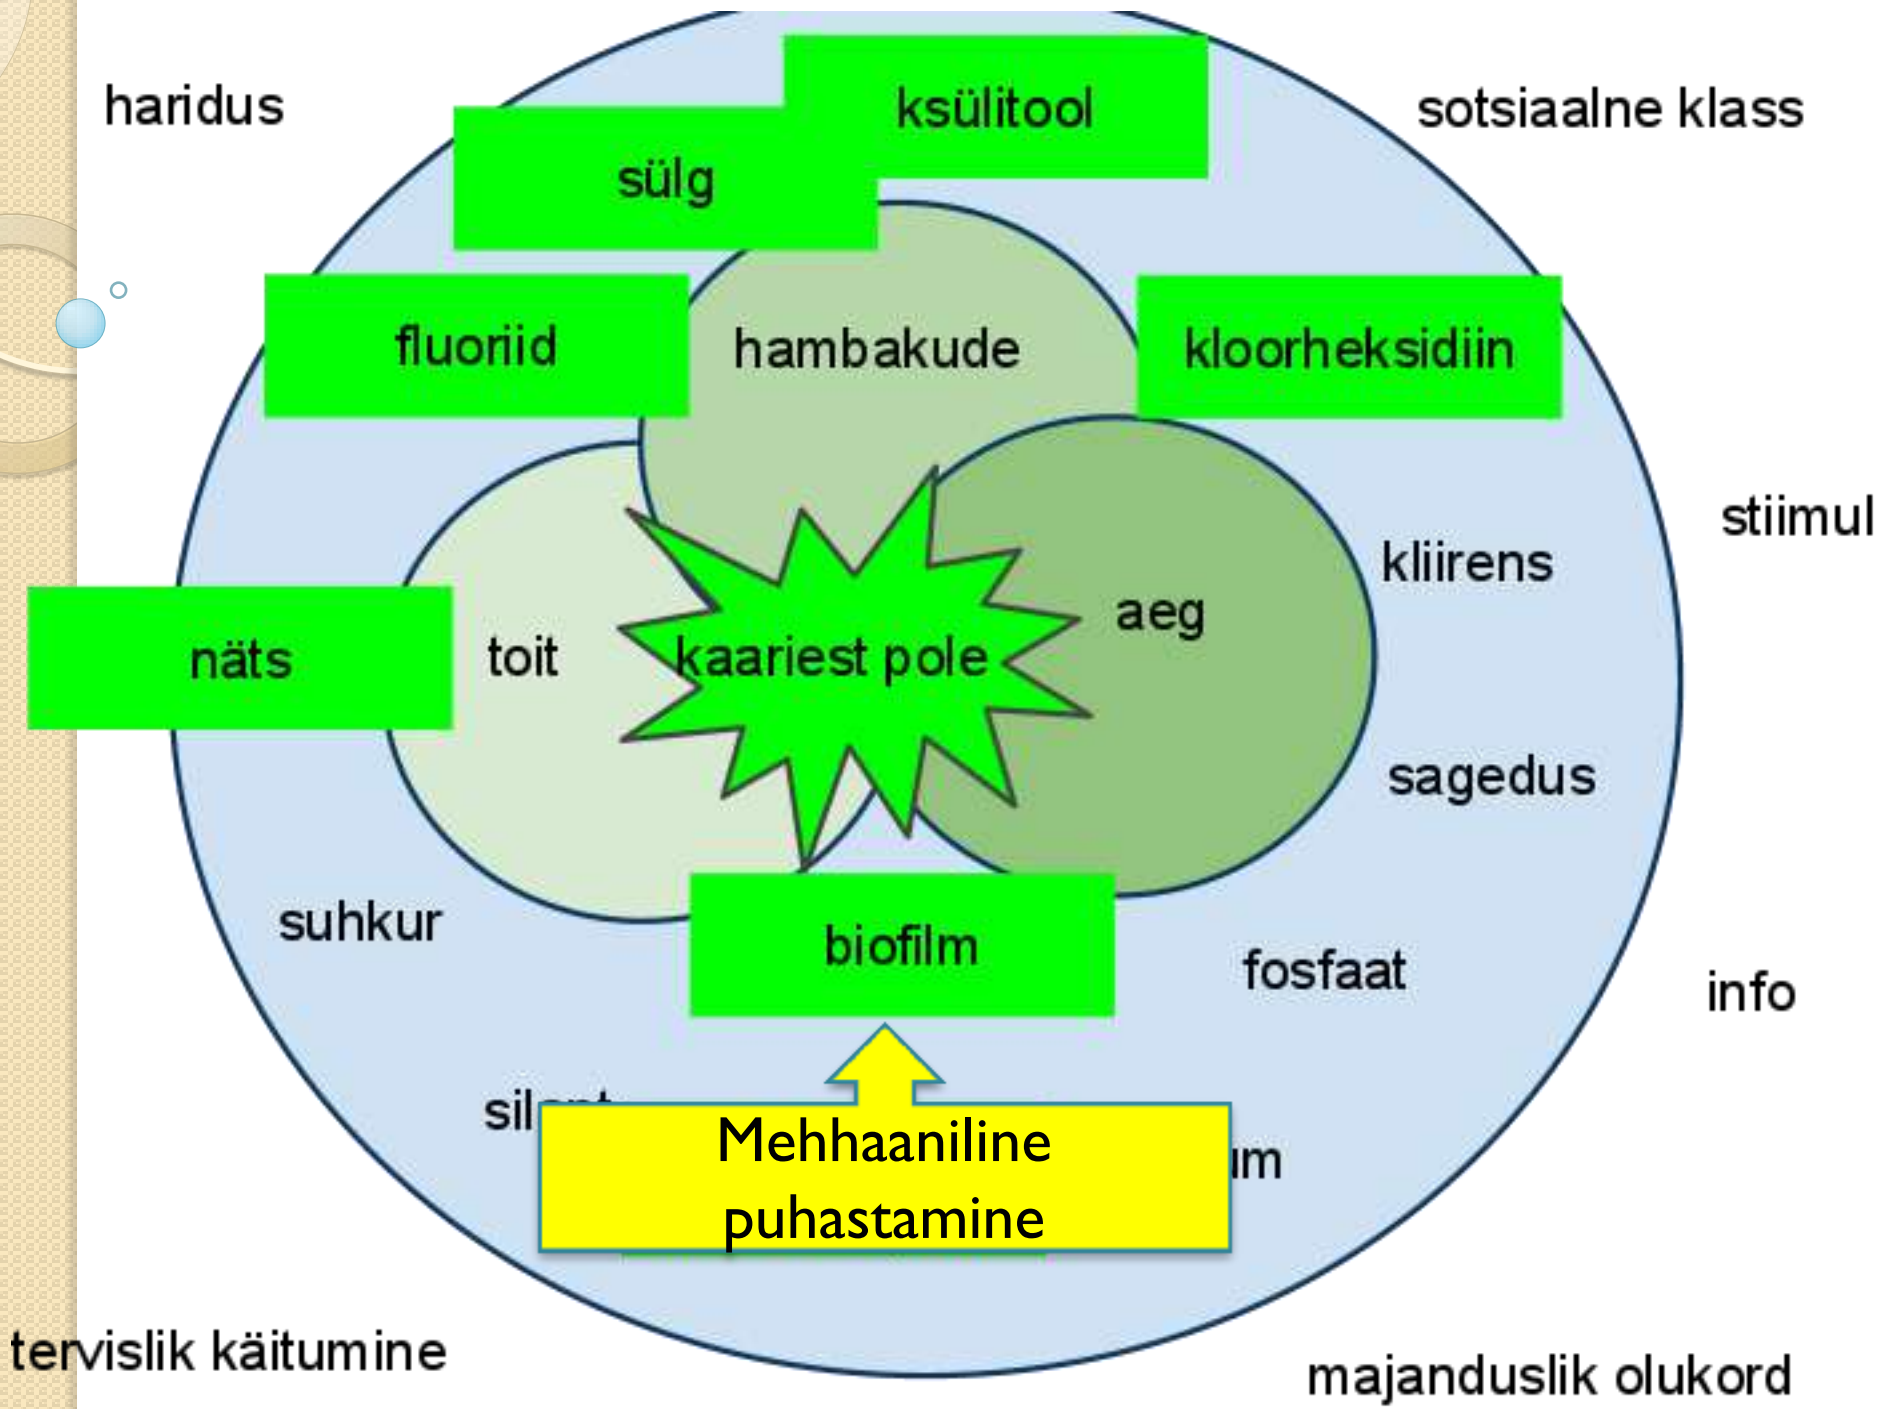 haridus
ksülitool
sotsiaalne klass
sülg
fluoriid
hambakude
kloorheksidiin
stiimul
kliirens
aeg
näts
toit
kaariest pole
sagedus
suhkur
biofilm
fosfaat
info
Mehhaaniline
puhastamine
tervislik käitumine
majanduslik olukord